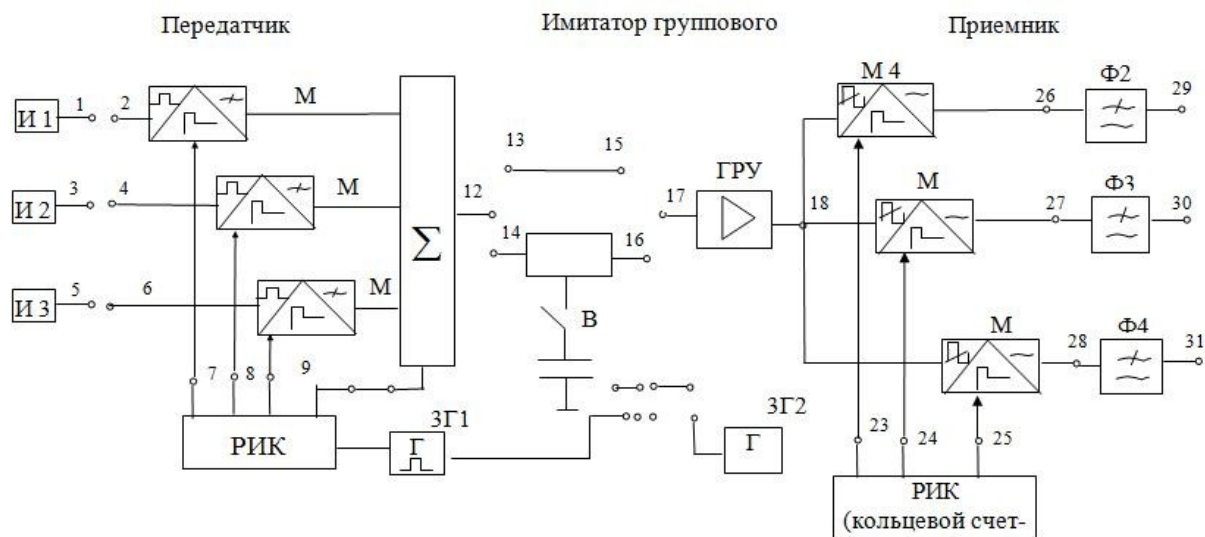 Передатчик
Имитатор группового
Приемник
М
М 4
Ф2
И 1
1
2
26
29
13
15
ГРУ
М
М
Ф3
И 2
3
4
12
17
18
27
30
Σ
14
16
И 3
5
6
М
В
М
Ф4
28
31
7
8
9
ЗГ1
ЗГ2
23
24
25
РИК
Г
Г
РИК
(кольцевой счет-